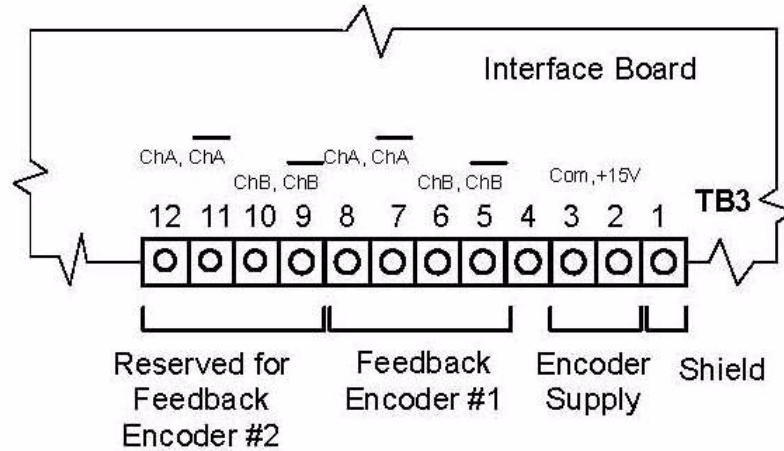 Interface Board
ChA, ChA ChA, ChA
ChB, ChB ChB, ChB Com,+15V
TB3
12 11 10 9 8 7 6 5 4 3 2 1
Reserved for Feedback Encoder #2
Feedback Encoder #1
Encoder Supply
Shield